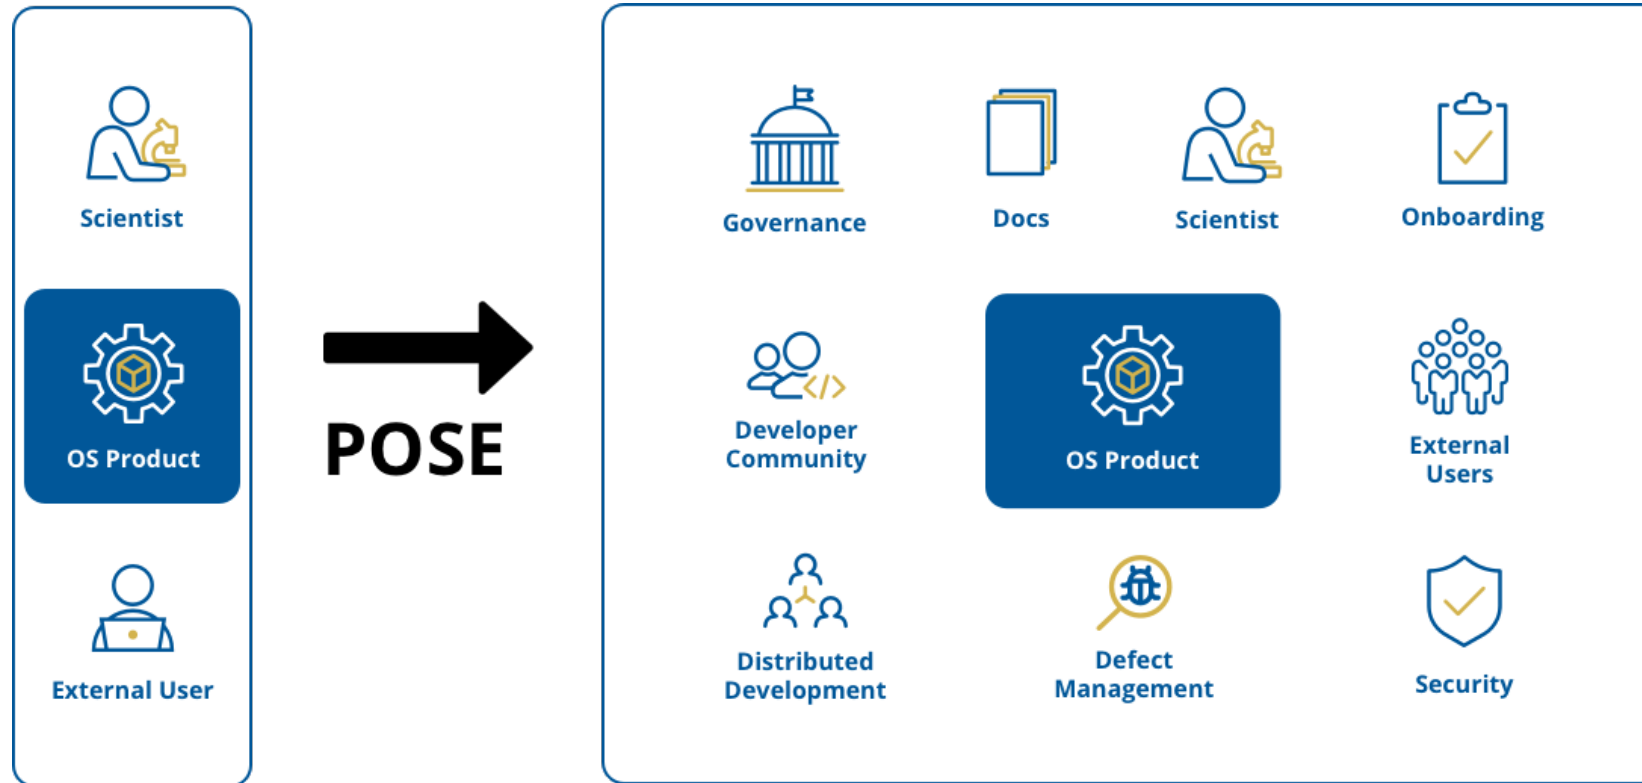 Scientist
OS Product
External User
POSE
Governance
Docs
Scientist
Onboarding
Developer
Community
</>
OS Product
External
Users
Distributed
Development
Defect
Management
Security